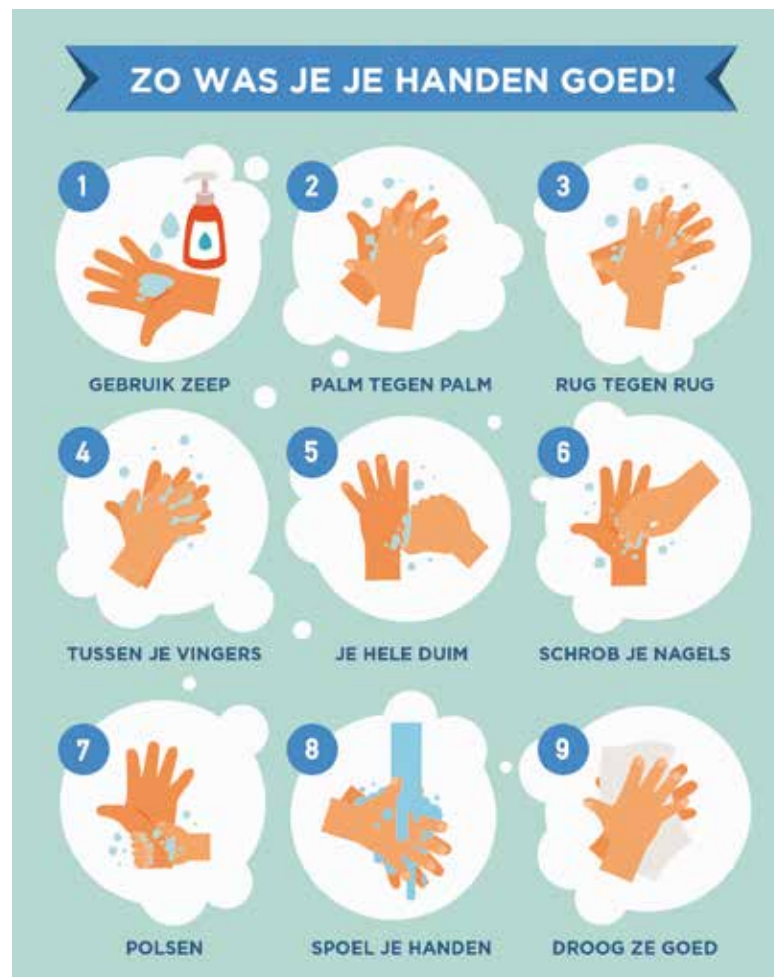 ZO WAS JE JE HANDEN GOED!
1
GEBRUIK ZEEP
2
PALM TEGEN PALM
3
RUG TEGEN RUG
4
TUSSEN JE VINGERS
5
JE HELE DUIM
6
SCHROB JE NAGELS
7
POLSEN
8
SPOEL JE HANDEN
9
DROOG ZE GOED